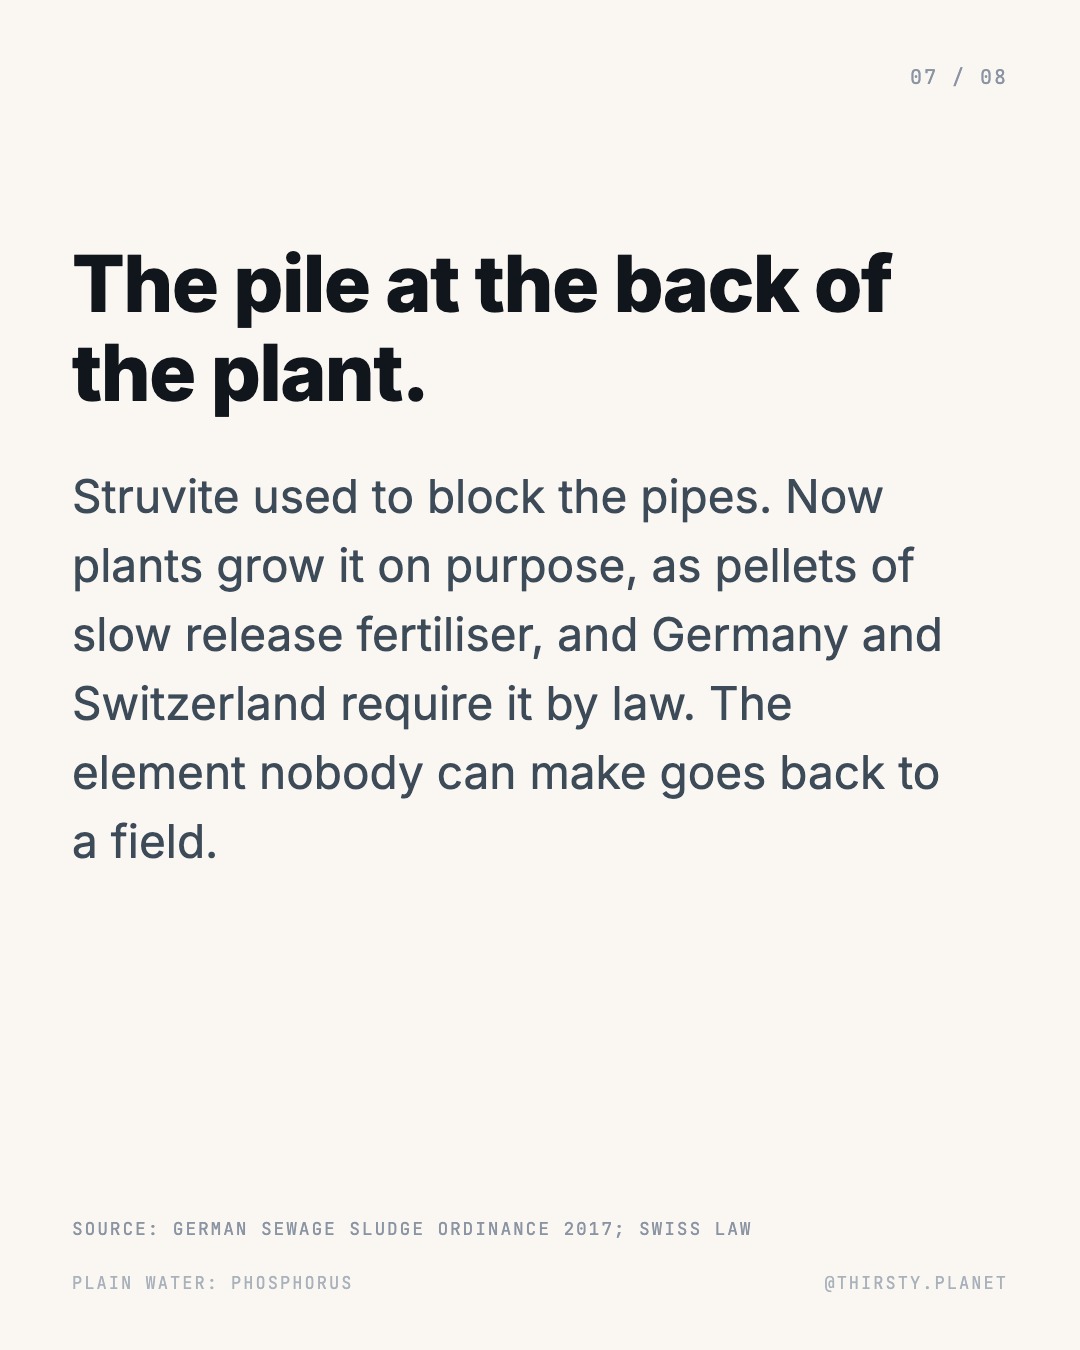 07 / 08
The pile at the back of
the plant.
Struvite used to block the pipes. Now
plants grow it on purpose, as pellets of
slow release fertiliser, and Germany and
Switzerland require it by law. The
element nobody can make goes back to
a field.
SOURCE: GERMAN SEWAGE SLUDGE ORDINANCE 2017; SWISS LAW
PLAIN WATER: PHOSPHORUS
@THIRSTY.PLANET